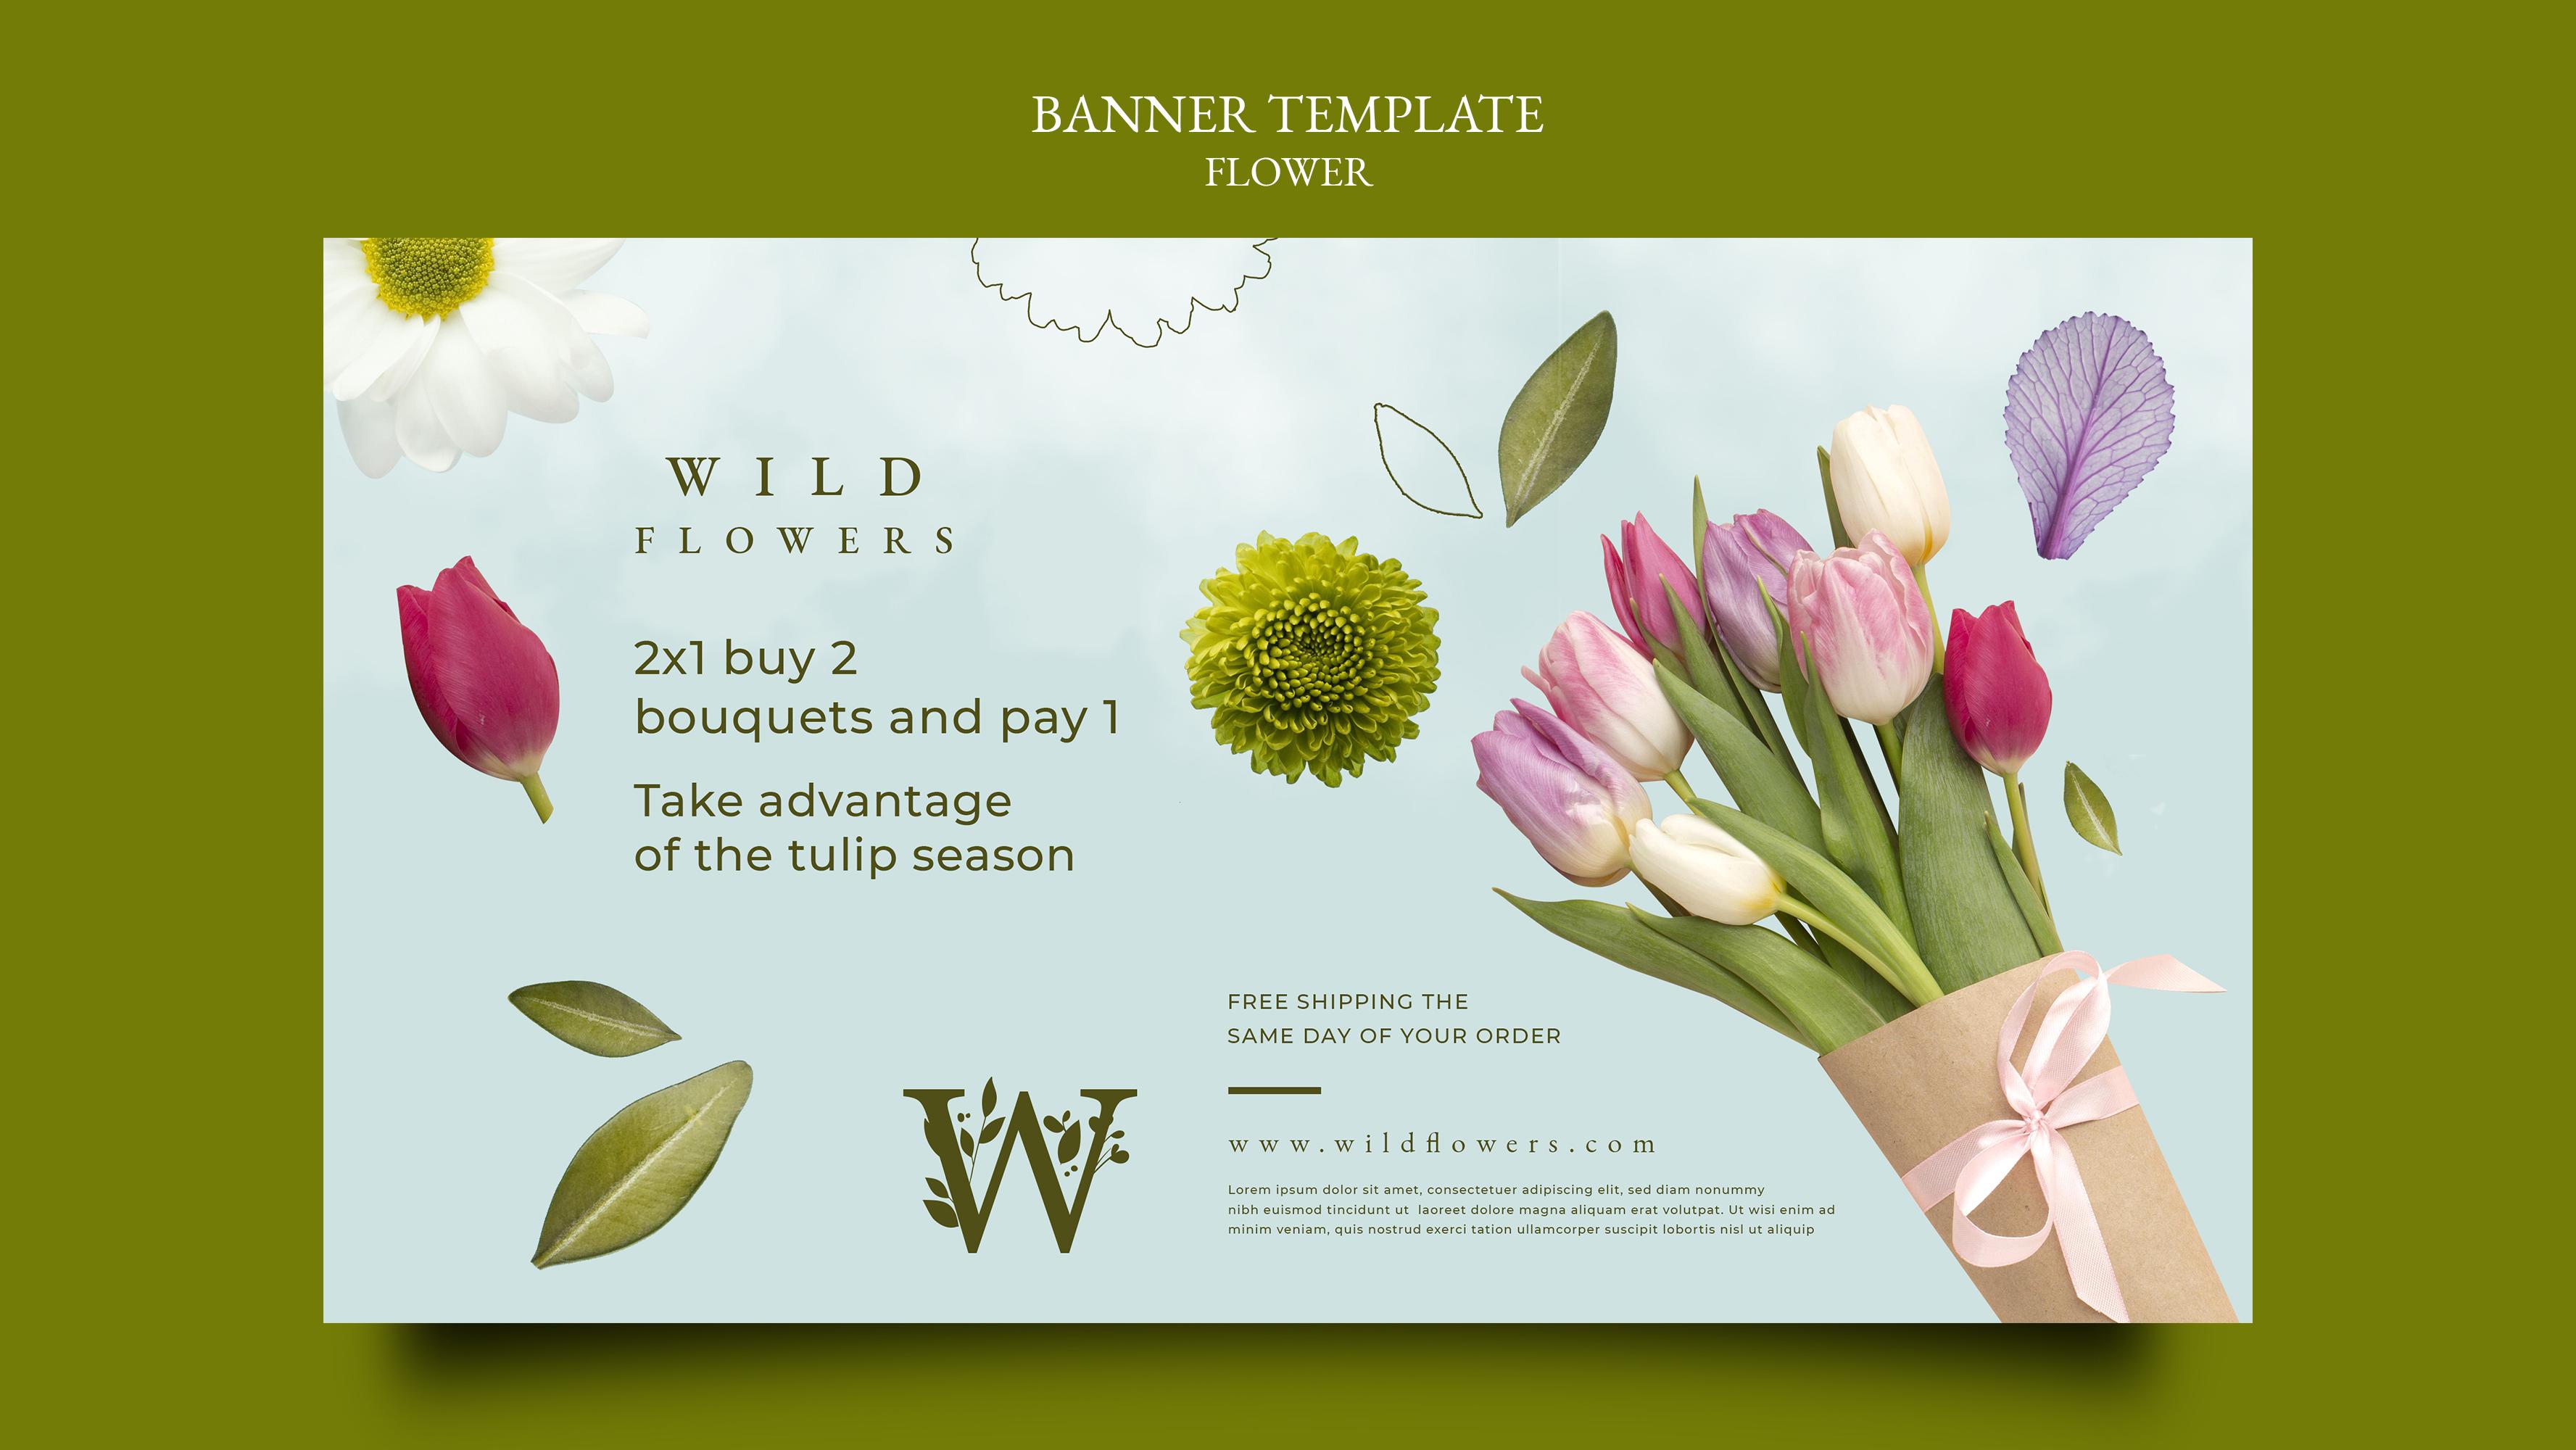 BANNER TEMPLATE
FLOWER
WILD
FLOWERS
2x1 buy 2
bouquets and pay 1
Take advantage
of the tulip season
FREE SHIPPING THE
SAME DAY OF YOUR ORDER
W
www.wildflowers.com
Lorem ipsum dolor sit amet, consectetuer adipiscing elit, sed diam nonummy
nibh euismod tincidunt ut laoreet dolore magna aliquam erat volutpat. Ut wisi enim ad
minim veniam, quis nostrud exerci tation ullamcorper suscipit lobortis nisl ut aliquip